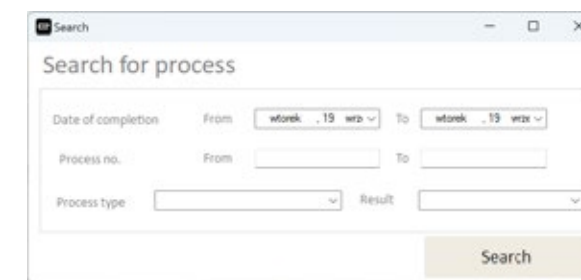 Search
Search for process
Date of completion From wtorek , 19 wrz To wtorek , 19 wrze
Process no. From To
Process type Result
Search